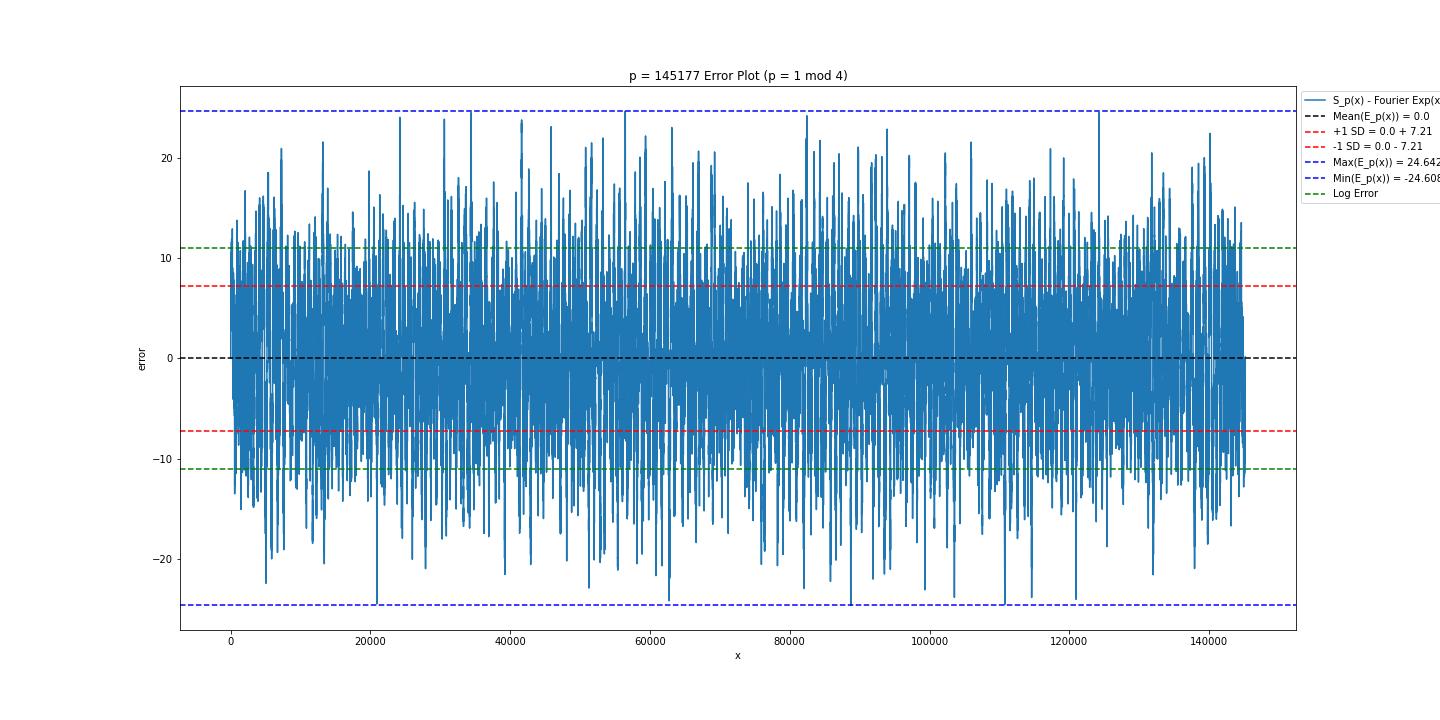 p = 145177 Error Plot (p = 1 mod 4)
S_p(x) - Fourier Exp(x
Mean(E_p(x)) = 0.0
+1 SD = 0.0 + 7.21
-1 SD = 0.0 - 7.21
Max(E_p(x)) = 24.642
Min(E_p(x)) = -24.608
Log Error
error
20
10
0
−10
−20
0
20000
40000
60000
80000
100000
120000
140000
x